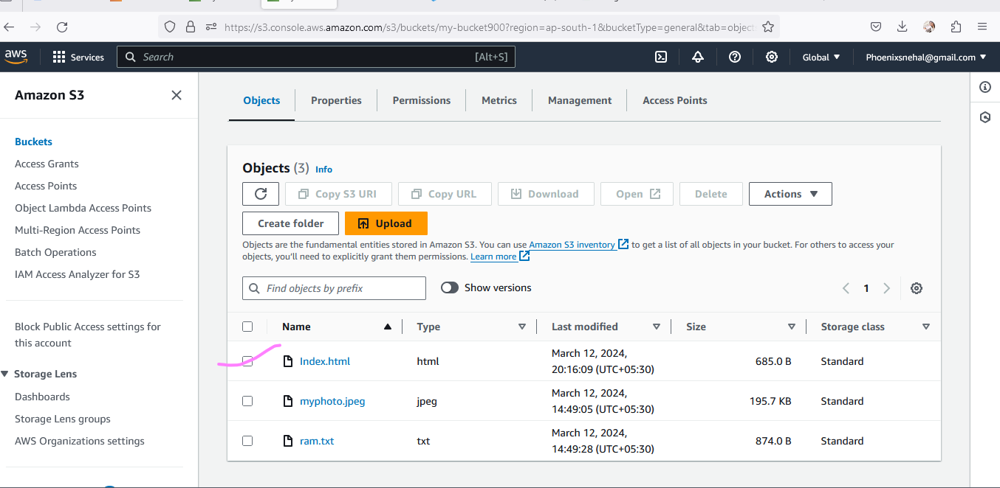 https://s3.console.aws.amazon.com/s3/buckets/my-bucket900?region=ap-south-1&bucketType=general&tab=object
aws Services Search [Alt+S] Global Phoenixsnehal@gmail.com
Amazon S3
Buckets
Access Grants
Access Points
Object Lambda Access Points
Multi-Region Access Points
Batch Operations
IAM Access Analyzer for S3
Block Public Access settings for
this account
Storage Lens
Dashboards
Storage Lens groups
AWS Organizations settings
Objects Properties Permissions Metrics Management Access Points
Objects (3) Info
Copy S3 URI Copy URL Download Open Delete Actions
Create folder Upload
Objects are the fundamental entities stored in Amazon S3. You can use Amazon S3 inventory to get a list of all objects in your bucket. For others to access your
objects, you'll need to explicitly grant them permissions. Learn more
Find objects by prefix Show versions 1
Name Type Last modified Size Storage class
Index.html html March 12, 2024, 685.0 B Standard
20:16:09 (UTC+05:30)
myphoto.jpeg jpeg March 12, 2024, 195.7 KB Standard
14:49:05 (UTC+05:30)
ram.txt txt March 12, 2024, 874.0 B Standard
14:49:28 (UTC+05:30)